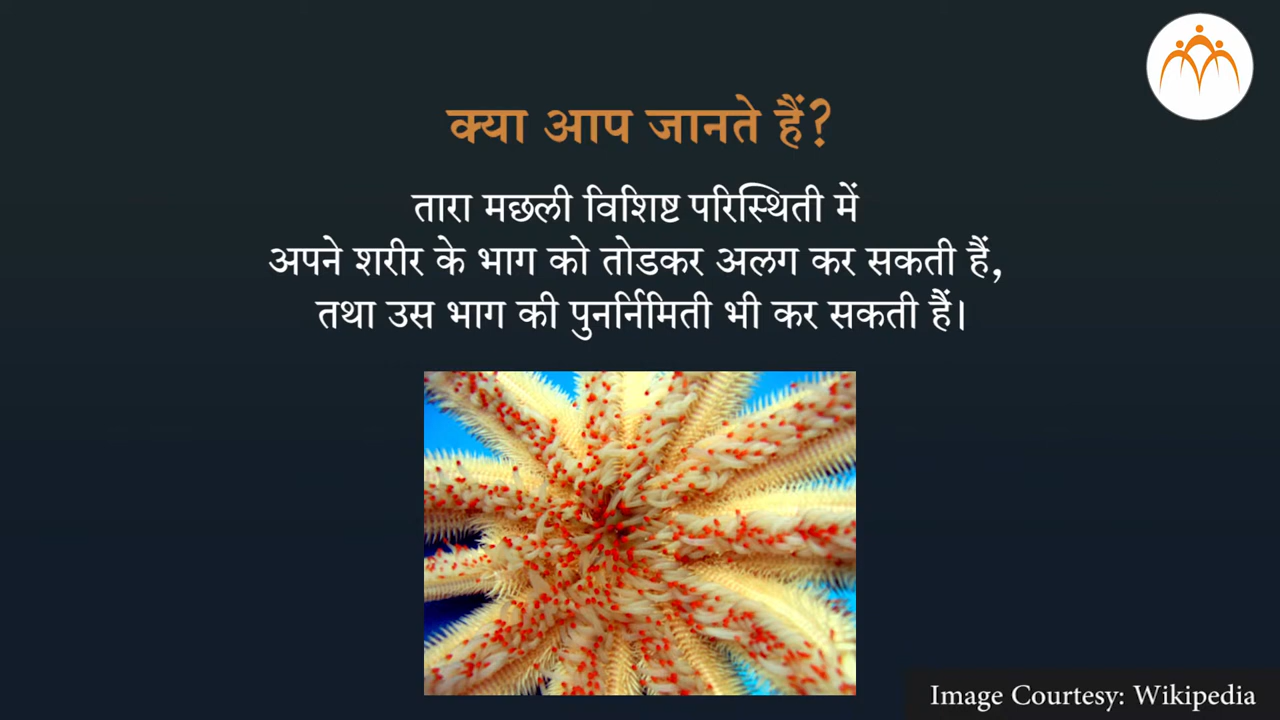 क्या आप जानते हैं?
तारा मछली विशिष्ट परिस्थिती में
अपने शरीर के भाग को तोडकर अलग कर सकती हैं,
तथा उस भाग की पुनर्निमिती भी कर सकती हैं।
Image Courtesy: Wikipedia